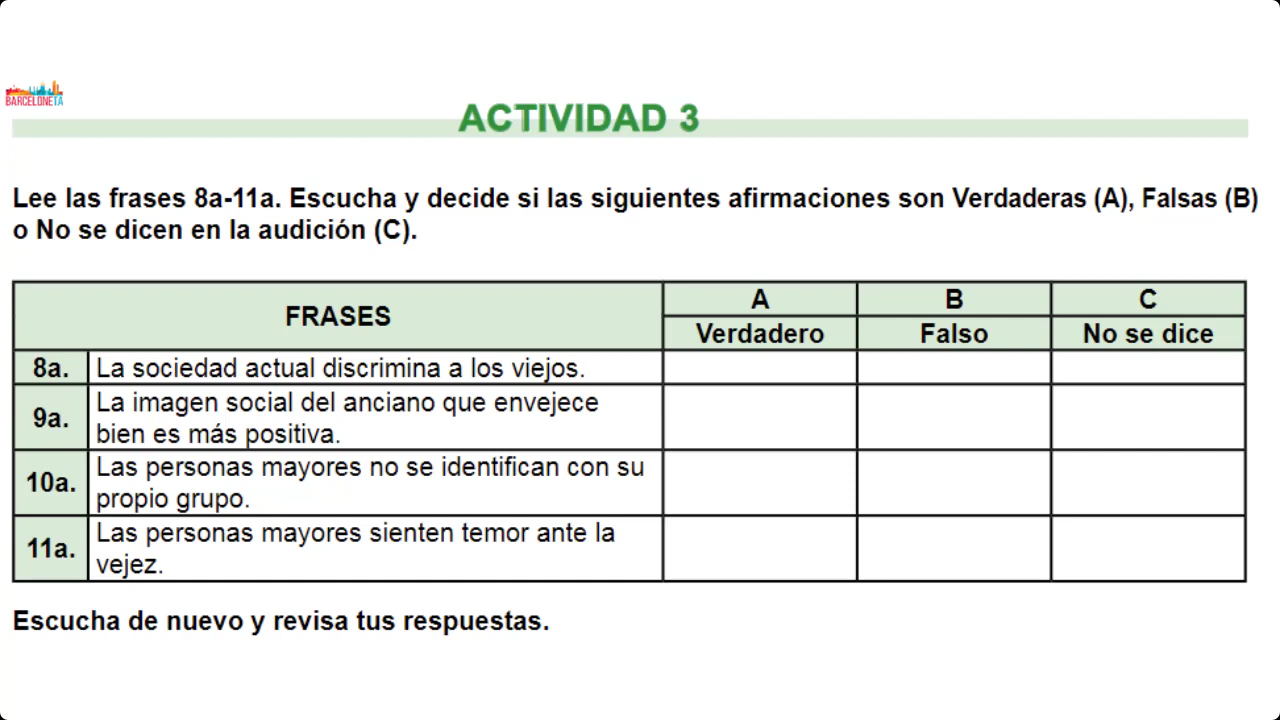 BARCELONETA
ACTIVIDAD 3
Lee las frases 8a-11a. Escucha y decide si las siguientes afirmaciones son Verdaderas (A), Falsas (B)
o No se dicen en la audición (C).
FRASES
A
B
C
Verdadero
Falso
No se dice
8a.
La sociedad actual discrimina a los viejos.
9a.
La imagen social del anciano que envejece
bien es más positiva.
10a.
Las personas mayores no se identifican con su
propio grupo.
11a.
Las personas mayores sienten temor ante la
vejez.
Escucha de nuevo y revisa tus respuestas.